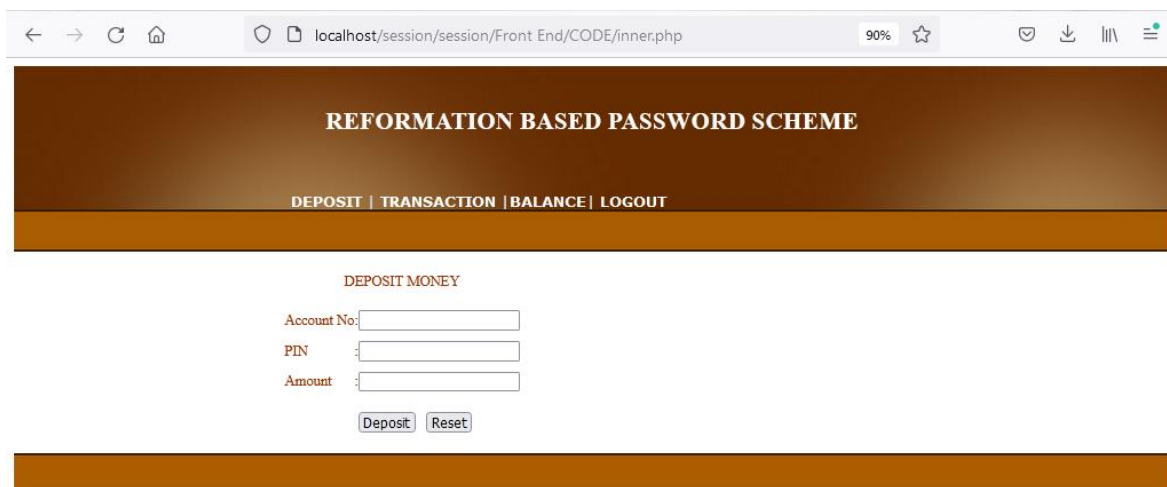 localhost/session/session/Front End/CODE/inner.php 90%
REFORMATION BASED PASSWORD SCHEME
DEPOSIT | TRANSACTION |BALANCE| LOGOUT
DEPOSIT MONEY
Account No:
PIN :
Amount :
Deposit Reset